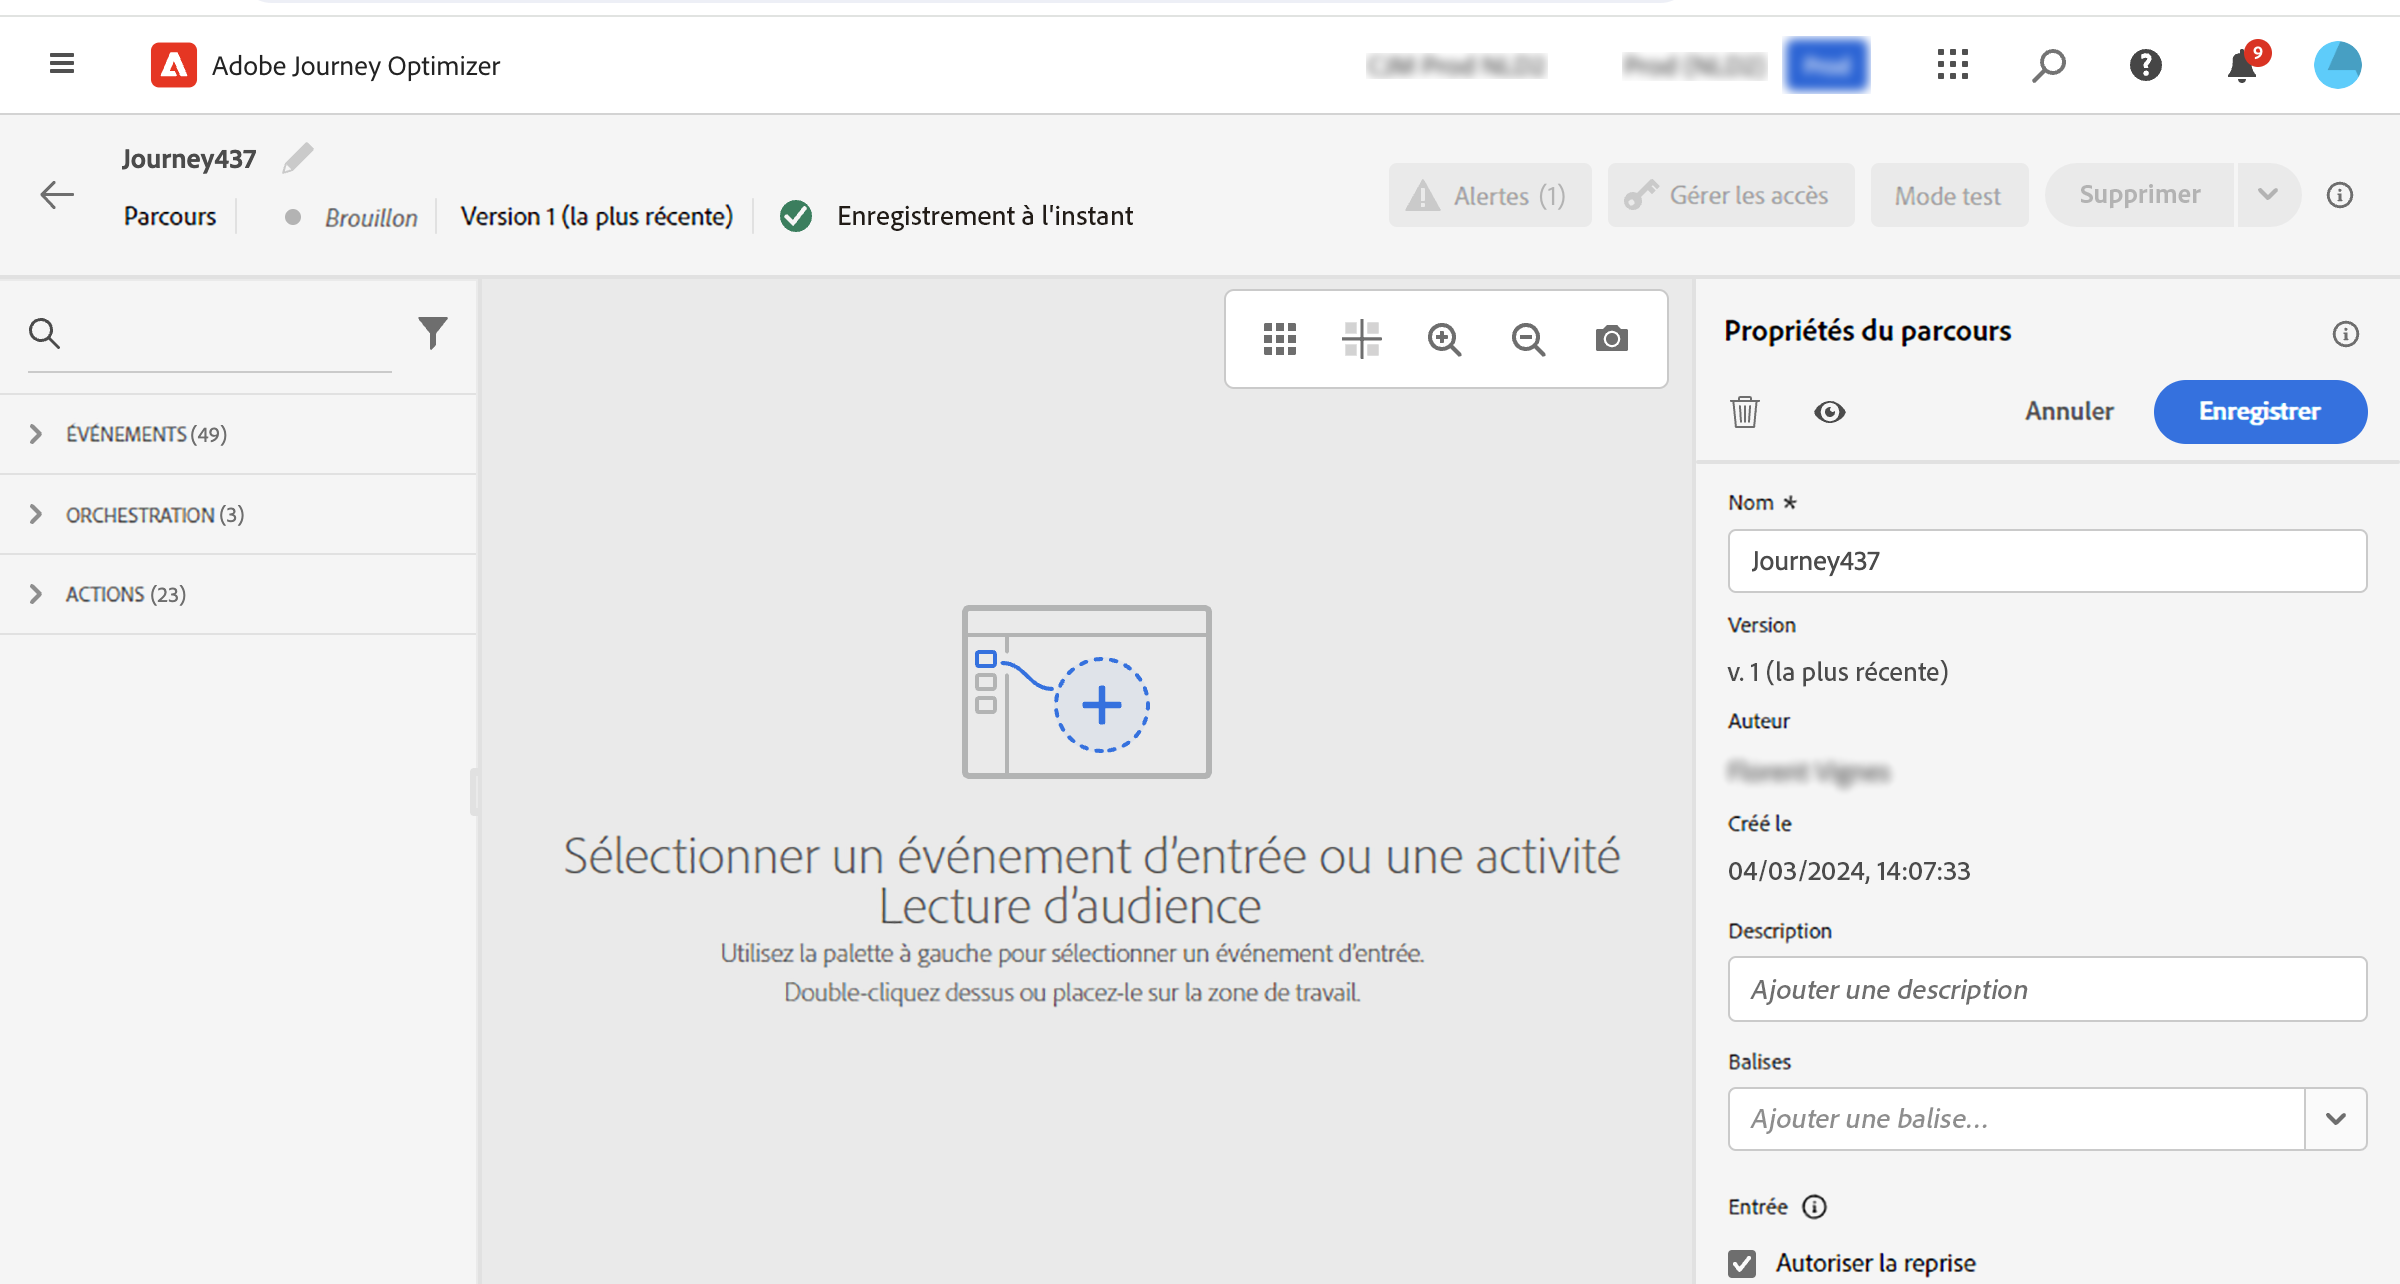 Adobe Journey Optimizer
9
Journey437
Parcours
Brouillon
Version 1 (la plus récente)
Enregistrement à l'instant
Alertes (1)
Gérer les accès
Mode test
Supprimer
ÉVÉNEMENTS (49)
ORCHESTRATION (3)
ACTIONS (23)
Sélectionner un événement d'entrée ou une activité
Lecture d'audience
Utilisez la palette à gauche pour sélectionner un événement d'entrée.
Double-cliquez dessus ou placez-le sur la zone de travail.
Propriétés du parcours
Annuler
Enregistrer
Nom *
Journey437
Version
v. 1 (la plus récente)
Auteur
Créé le
04/03/2024, 14:07:33
Description
Ajouter une description
Balises
Ajouter une balise...
Entrée
Autoriser la reprise